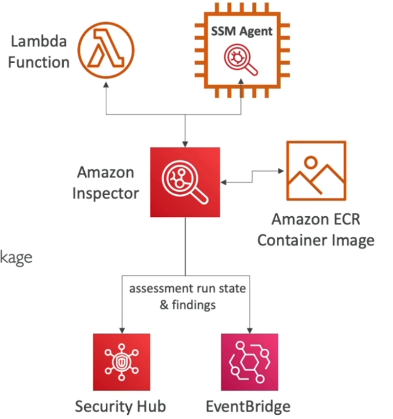 Lambda
Function
SSM Agent
Amazon
Inspector
Amazon ECR
Container Image
kage
assessment run state
& findings
Security Hub
EventBridge